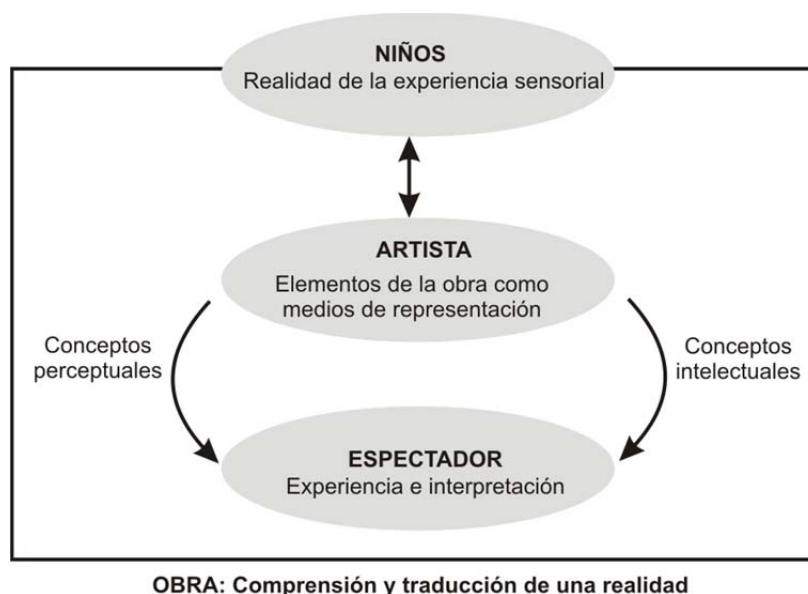 NIÑOS
Realidad de la experiencia sensorial
ARTISTA
Elementos de la obra como
medios de representación
Conceptos
perceptuales
Conceptos
intelectuales
ESPECTADOR
Experiencia e interpretación
OBRA: Comprensión y traducción de una realidad